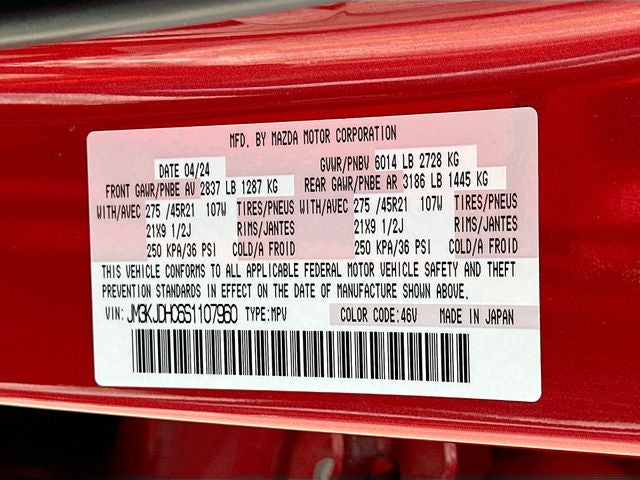 MFD. BY MAZDA MOTOR CORPORATION
DATE 04/24 GVWR/PNBV 6014 LB 2728 KG
FRONT GAWR/PNBE AV 2837 LB 1287 KG REAR GAWR/PNBE AR 3186 LB 1445 KG
WITH/AVEC 275 /45R21 107W TIRES/PNEUS WITH/AVEC 275 /45R21 107W TIRES/PNEUS
21X9 1/2J RIMS/JANTES 21X9 1/2J RIMS/JANTES
250 KPA/36 PSI COLD/A FROID 250 KPA/36 PSI COLD/A FROID
THIS VEHICLE CONFORMS TO ALL APPLICABLE FEDERAL MOTOR VEHICLE SAFETY AND THEFT
PREVENTION STANDARDS IN EFFECT ON THE DATE OF MANUFACTURE SHOWN ABOVE.
VIN: JM3KJDHC6S1107960 TYPE:MPV COLOR CODE:46V MADE IN JAPAN